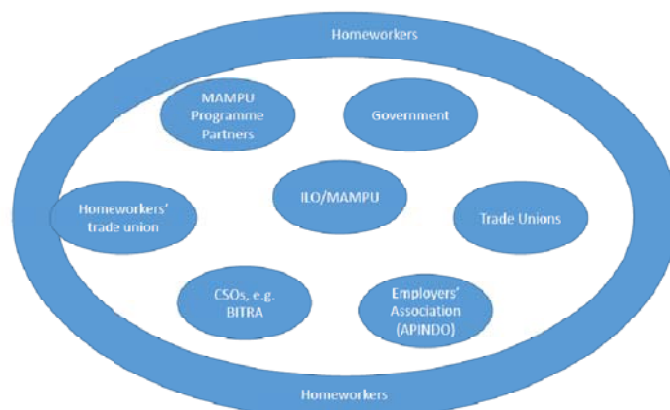 Homeworkers
MAMPU
Programme
Partners
Government
ILO/MAMPU
Homeworkers'
trade union
Trade Unions
CSOs, e.g.
BITRA
Employers'
Association
(APINDO)
Homeworkers